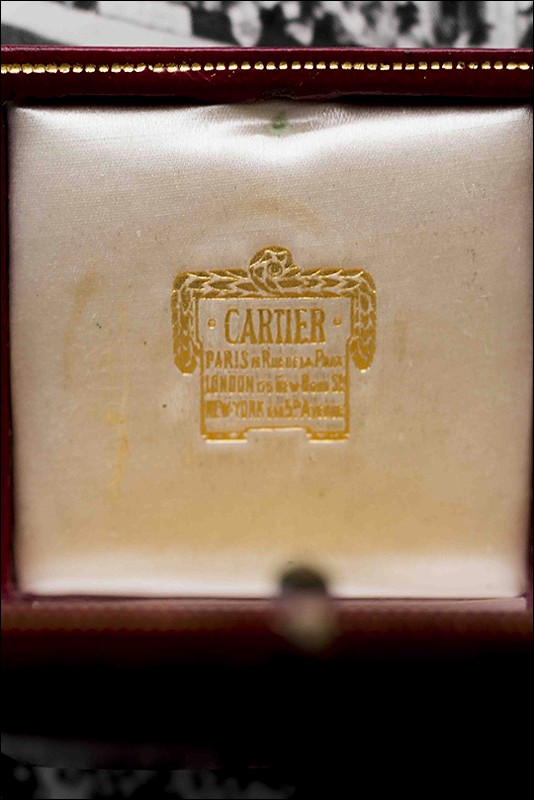 · CARTIER ·
PARIS 13 RUE DE LA PAIX
LONDON 175 NEW BOND ST
NEW-YORK 5TH AVENUE